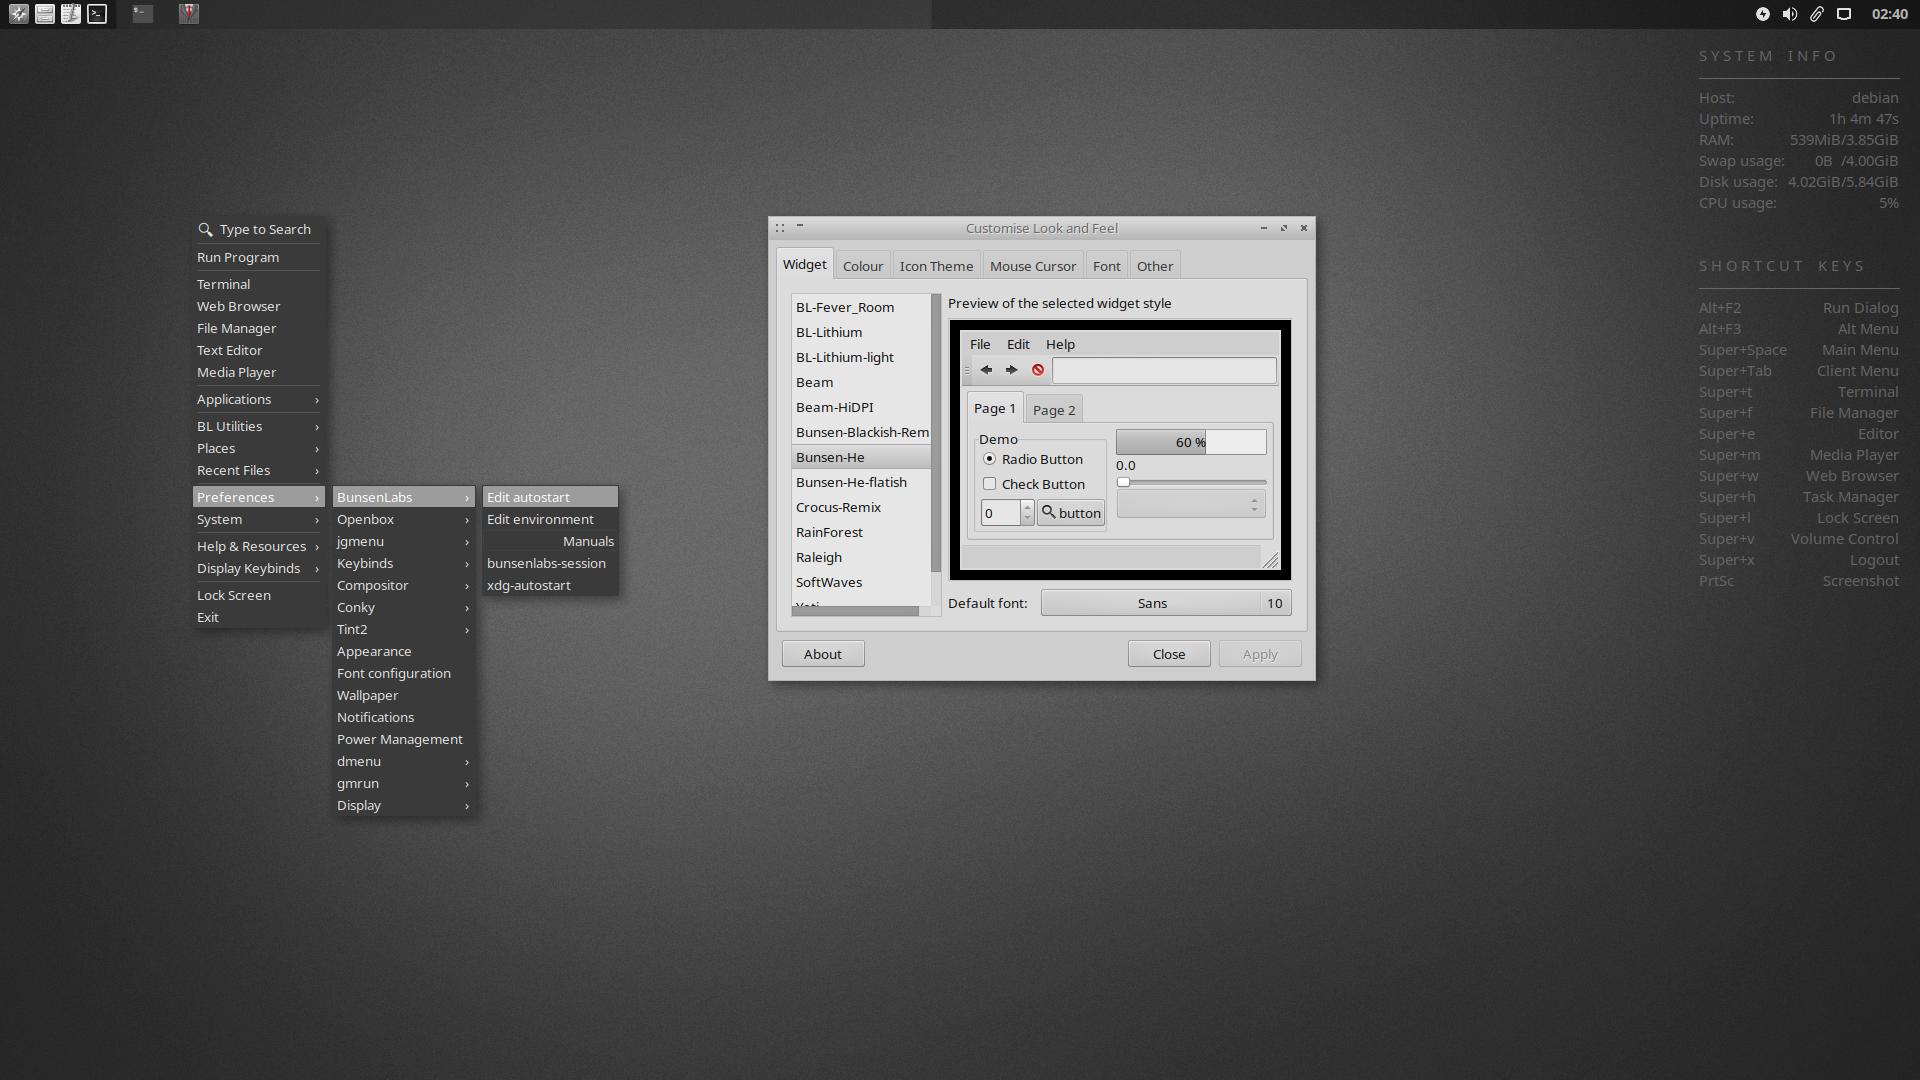 02:40
SYSTEM INFO
Host: debian
Uptime: 1h 4m 47s
RAM: 539MiB/3.85GiB
Swap usage: 0B /4.00GiB
Disk usage: 4.02GiB/5.84GiB
CPU usage: 5%
SHORTCUT KEYS
Alt+F2 Run Dialog
Alt+F3 Alt Menu
Super+Space Main Menu
Super+Tab Client Menu
Super+t Terminal
Super+f File Manager
Super+e Editor
Super+m Media Player
Super+w Web Browser
Super+h Task Manager
Super+l Lock Screen
Super+v Volume Control
Super+x Logout
PrtSc Screenshot
Type to Search
Run Program
Terminal
Web Browser
File Manager
Text Editor
Media Player
Applications ›
BL Utilities ›
Places ›
Recent Files ›
Preferences ›
System ›
Help & Resources ›
Display Keybinds ›
Lock Screen
Exit
BunsenLabs ›
Openbox ›
jgmenu ›
Keybinds ›
Compositor ›
Conky ›
Tint2 ›
Appearance
Font configuration
Wallpaper
Notifications
Power Management
dmenu ›
gmrun ›
Display ›
Edit autostart
Edit environment
Manuals
bunsenlabs-session
xdg-autostart
Customise Look and Feel
Widget Colour Icon Theme Mouse Cursor Font Other
BL-Fever_Room
BL-Lithium
BL-Lithium-light
Beam
Beam-HiDPI
Bunsen-Blackish-Rem
Bunsen-He
Bunsen-He-flatish
Crocus-Remix
RainForest
Raleigh
SoftWaves
Preview of the selected widget style
File Edit Help
Page 1 Page 2
Demo
Radio Button
Check Button
0 button
60 %
0.0
Default font: Sans 10
About Close Apply